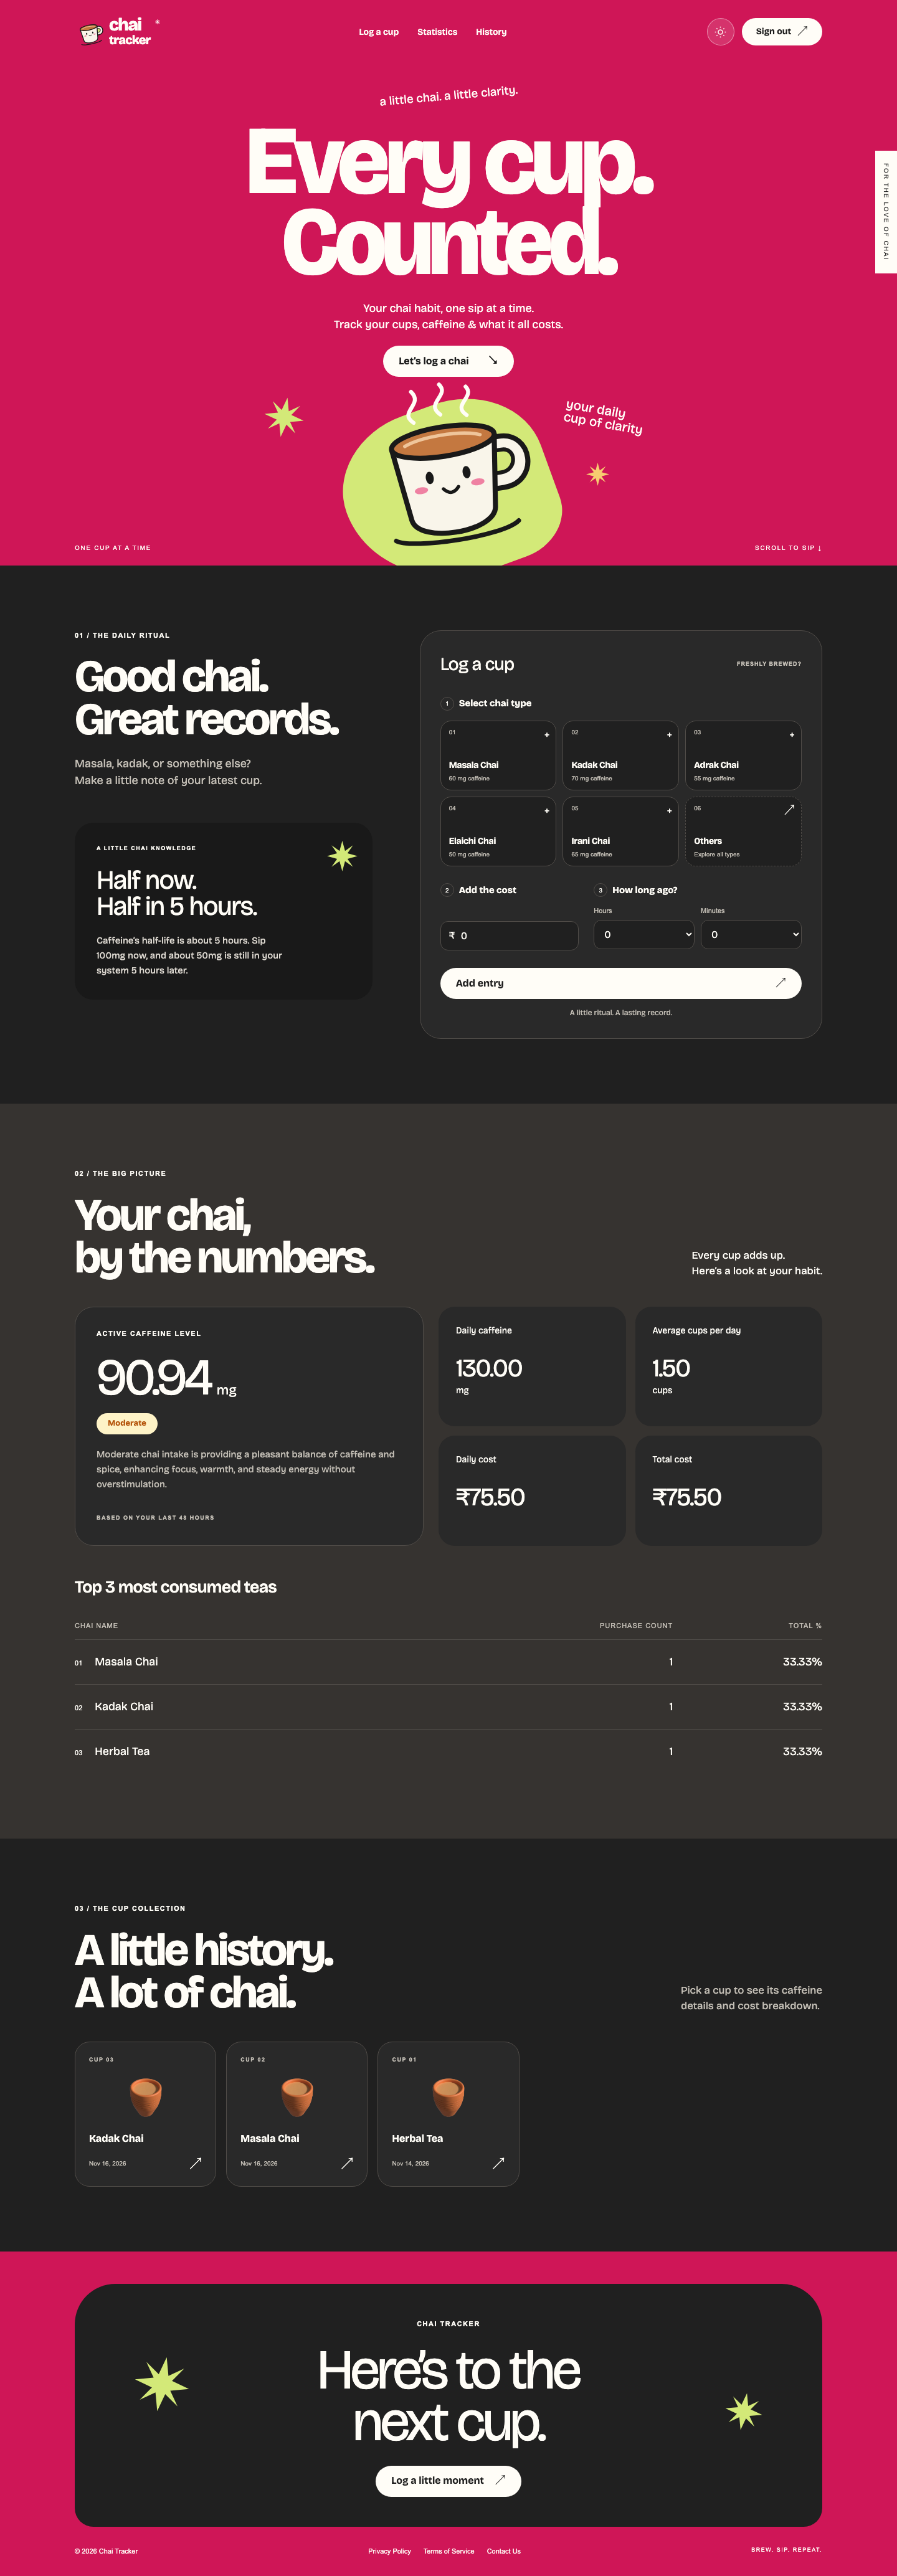 chai
tracker
Log a cup
Statistics
History
Sign out
a little chai. a little clarity.
Every cup.
Counted.
FOR THE LOVE OF CHAI
Your chai habit, one sip at a time.
Track your cups, caffeine & what it all costs.
Let's log a chai
your daily
cup of clarity
ONE CUP AT A TIME
SCROLL TO SIP ↓
01 / THE DAILY RITUAL
Good chai.
Great records.
Masala, kadak, or something else?
Make a little note of your latest cup.
A LITTLE CHAI KNOWLEDGE
Half now.
Half in 5 hours.
Caffeine's half-life is about 5 hours. Sip
100mg now, and about 50mg is still in your
system 5 hours later.
Log a cup
FRESHLY BREWED?
1 Select chai type
01 +
Masala Chai
60 mg caffeine
02 +
Kadak Chai
70 mg caffeine
03 +
Adrak Chai
55 mg caffeine
04 +
Elaichi Chai
50 mg caffeine
05 +
Irani Chai
65 mg caffeine
06
Others
Explore all types
2 Add the cost
₹ 0
3 How long ago?
Hours
0
Minutes
0
Add entry
A little ritual. A lasting record.
02 / THE BIG PICTURE
Your chai,
by the numbers.
Every cup adds up.
Here's a look at your habit.
ACTIVE CAFFEINE LEVEL
90.94 mg
Moderate
Moderate chai intake is providing a pleasant balance of caffeine and
spice, enhancing focus, warmth, and steady energy without
overstimulation.
BASED ON YOUR LAST 48 HOURS
Daily caffeine
130.00
mg
Average cups per day
1.50
cups
Daily cost
₹75.50
Total cost
₹75.50
Top 3 most consumed teas
CHAI NAME PURCHASE COUNT TOTAL %
01 Masala Chai 1 33.33%
02 Kadak Chai 1 33.33%
03 Herbal Tea 1 33.33%
03 / THE CUP COLLECTION
A little history.
A lot of chai.
Pick a cup to see its caffeine
details and cost breakdown.
CUP 03
Kadak Chai
Nov 16, 2026
CUP 02
Masala Chai
Nov 16, 2026
CUP 01
Herbal Tea
Nov 14, 2026
CHAI TRACKER
Here's to the
next cup.
Log a little moment
© 2026 Chai Tracker
Privacy Policy
Terms of Service
Contact Us
BREW. SIP. REPEAT.